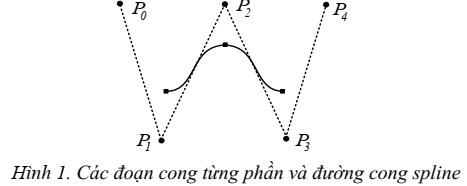 P0 P2 P4
P1 P3
Hình 1. Các đoạn cong từng phần và đường cong spline